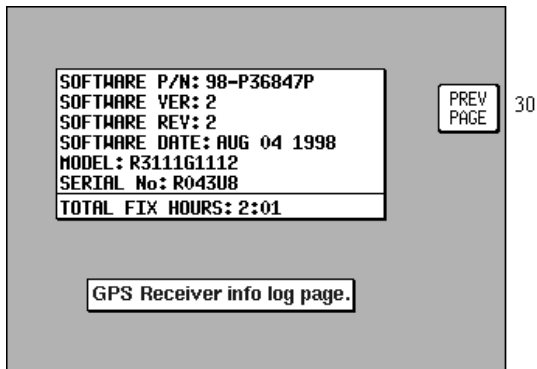 SOFTWARE P/N: 98-P36847P
SOFTWARE VER: 2
SOFTWARE REV: 2
SOFTWARE DATE: AUG 04 1998
MODEL: R3111G1112
SERIAL No: R043U8
TOTAL FIX HOURS: 2:01
PREV
PAGE
30
GPS Receiver info log page.